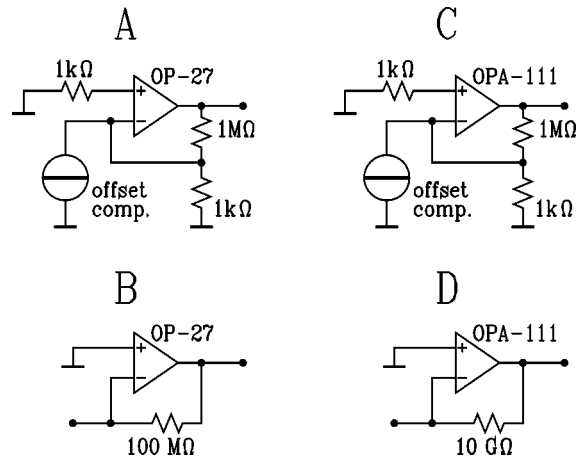 A
1kΩ
OP-27
+
−
1MΩ
offset
comp.
1kΩ
C
1kΩ
OPA-111
+
−
1MΩ
offset
comp.
1kΩ
B
OP-27
+
−
100 MΩ
D
OPA-111
+
−
10 GΩ